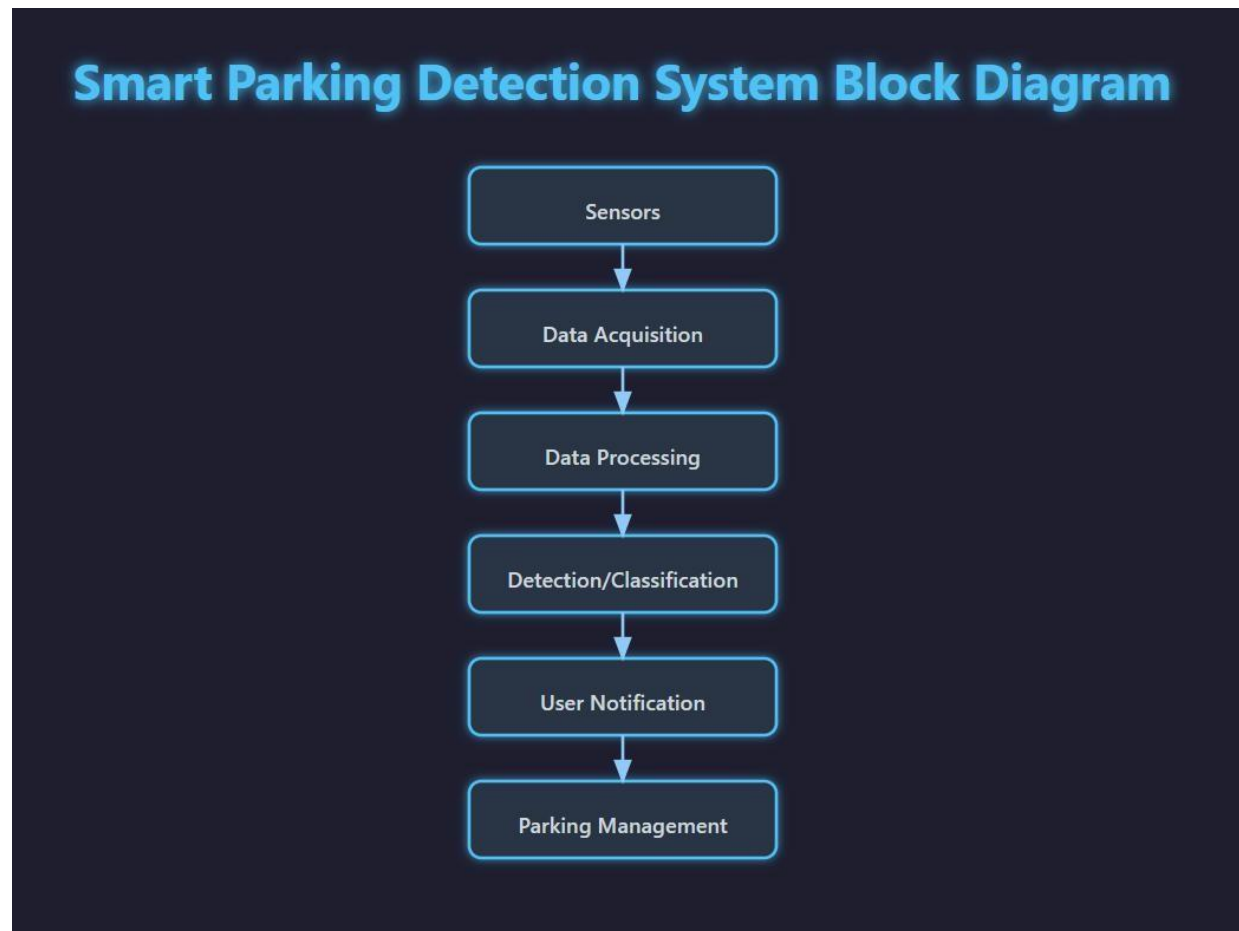 Smart Parking Detection System Block Diagram
Sensors
Data Acquisition
Data Processing
Detection/Classification
User Notification
Parking Management